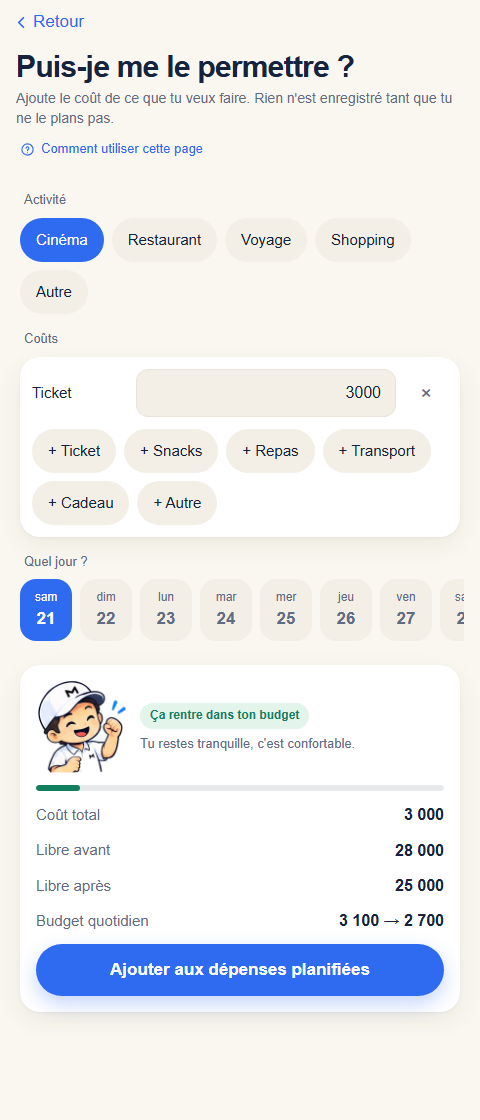 Retour
Puis-je me le permettre ?
Ajoute le coût de ce que tu veux faire. Rien n'est enregistré tant que tu
ne le plans pas.
Comment utiliser cette page
Activité
Cinéma
Restaurant
Voyage
Shopping
Autre
Coûts
Ticket
3000
×
+ Ticket
+ Snacks
+ Repas
+ Transport
+ Cadeau
+ Autre
Quel jour ?
sam
21
dim
22
lun
23
mar
24
mer
25
jeu
26
ven
27
M
Ça rentre dans ton budget
Tu restes tranquille, c'est confortable.
Coût total
3 000
Libre avant
28 000
Libre après
25 000
Budget quotidien
3 100 → 2 700
Ajouter aux dépenses planifiées